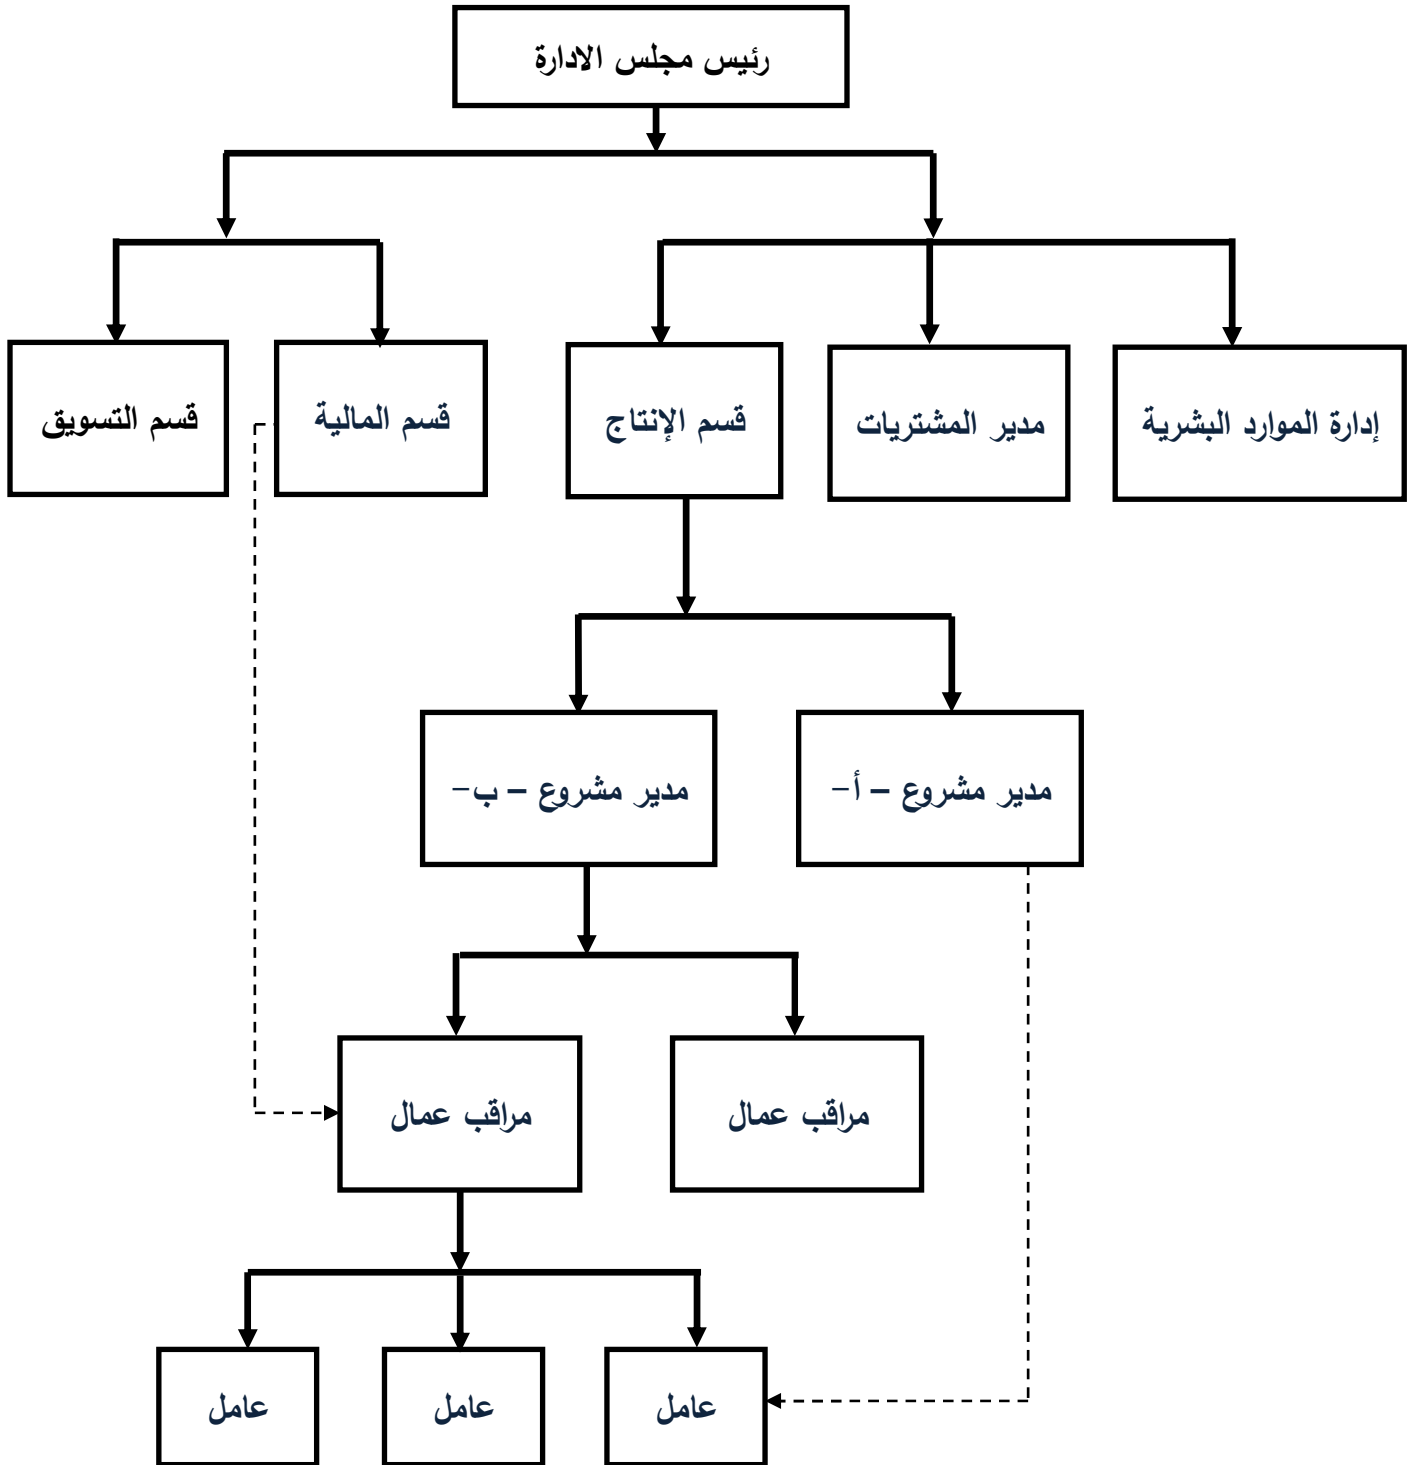 رئيس مجلس الادارة
إدارة الموارد البشرية
مدير المشتريات
قسم الإنتاج
قسم المالية
قسم التسويق
مدير مشروع – أ-
مدير مشروع – ب-
مراقب عمال
مراقب عمال
عامل
عامل
عامل